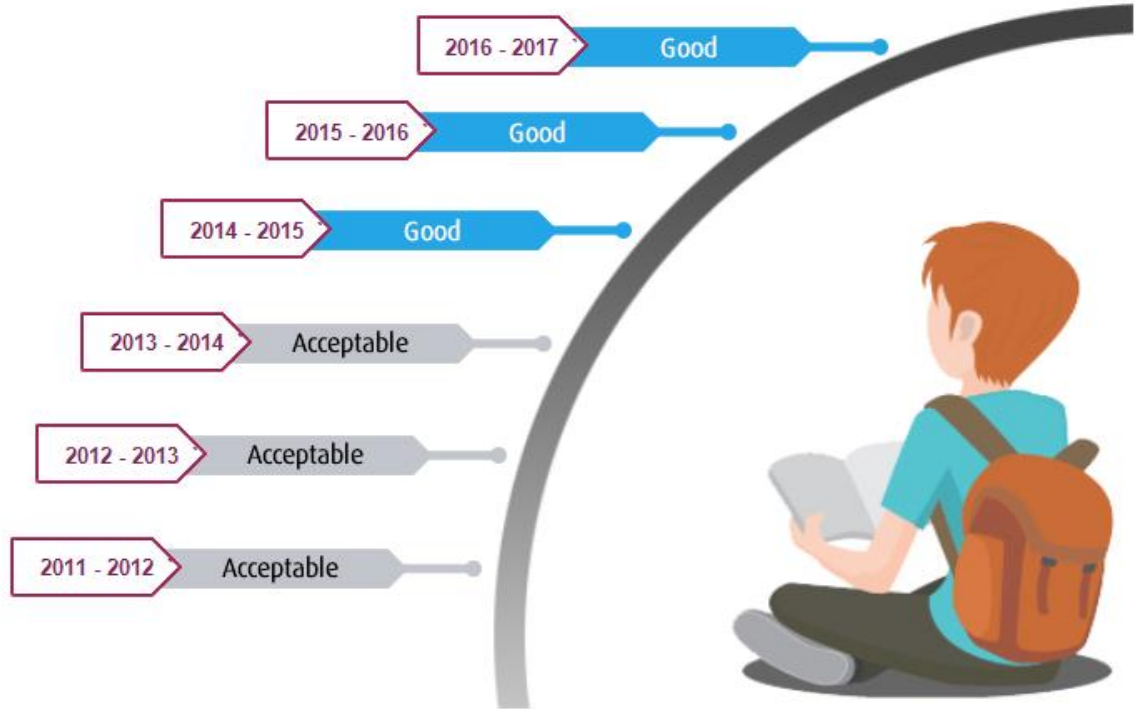 2016 - 2017 Good
2015 - 2016 Good
2014 - 2015 Good
2013 - 2014 Acceptable
2012 - 2013 Acceptable
2011 - 2012 Acceptable